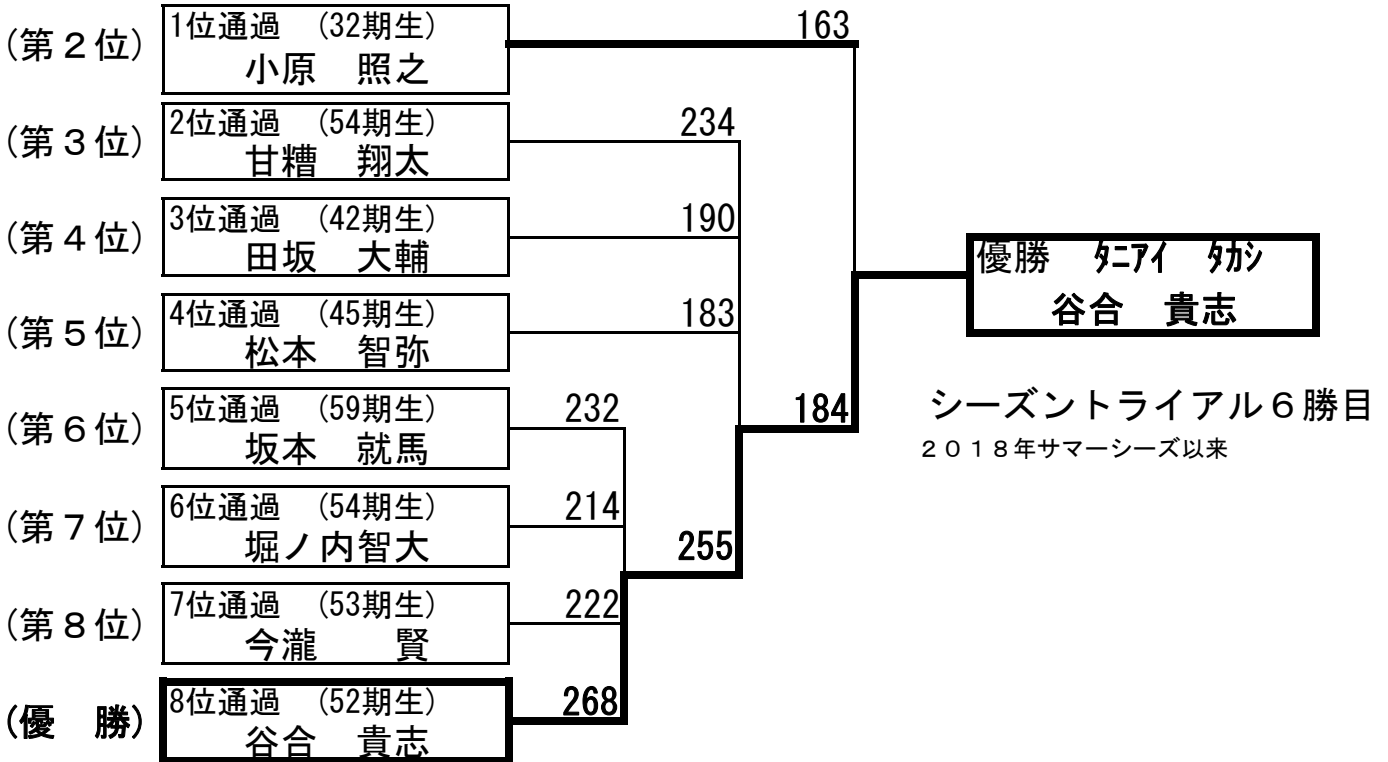 (第２位)
1位通過　(32期生)
小原　照之
163
(第３位)
2位通過　(54期生)
甘糟　翔太
234
(第４位)
3位通過　(42期生)
田坂　大輔
190
(第５位)
4位通過　(45期生)
松本　智弥
183
(第６位)
5位通過　(59期生)
坂本　就馬
232
(第７位)
6位通過　(54期生)
堀ノ内智大
214
(第８位)
7位通過　(53期生)
今瀧　　賢
222
(優　勝)
8位通過　(52期生)
谷合　貴志
268
255
184
優勝　ﾀﾆｱｲ　ﾀｶｼ
谷合　貴志
シーズントライアル６勝目
２０１８年サマーシーズ以来